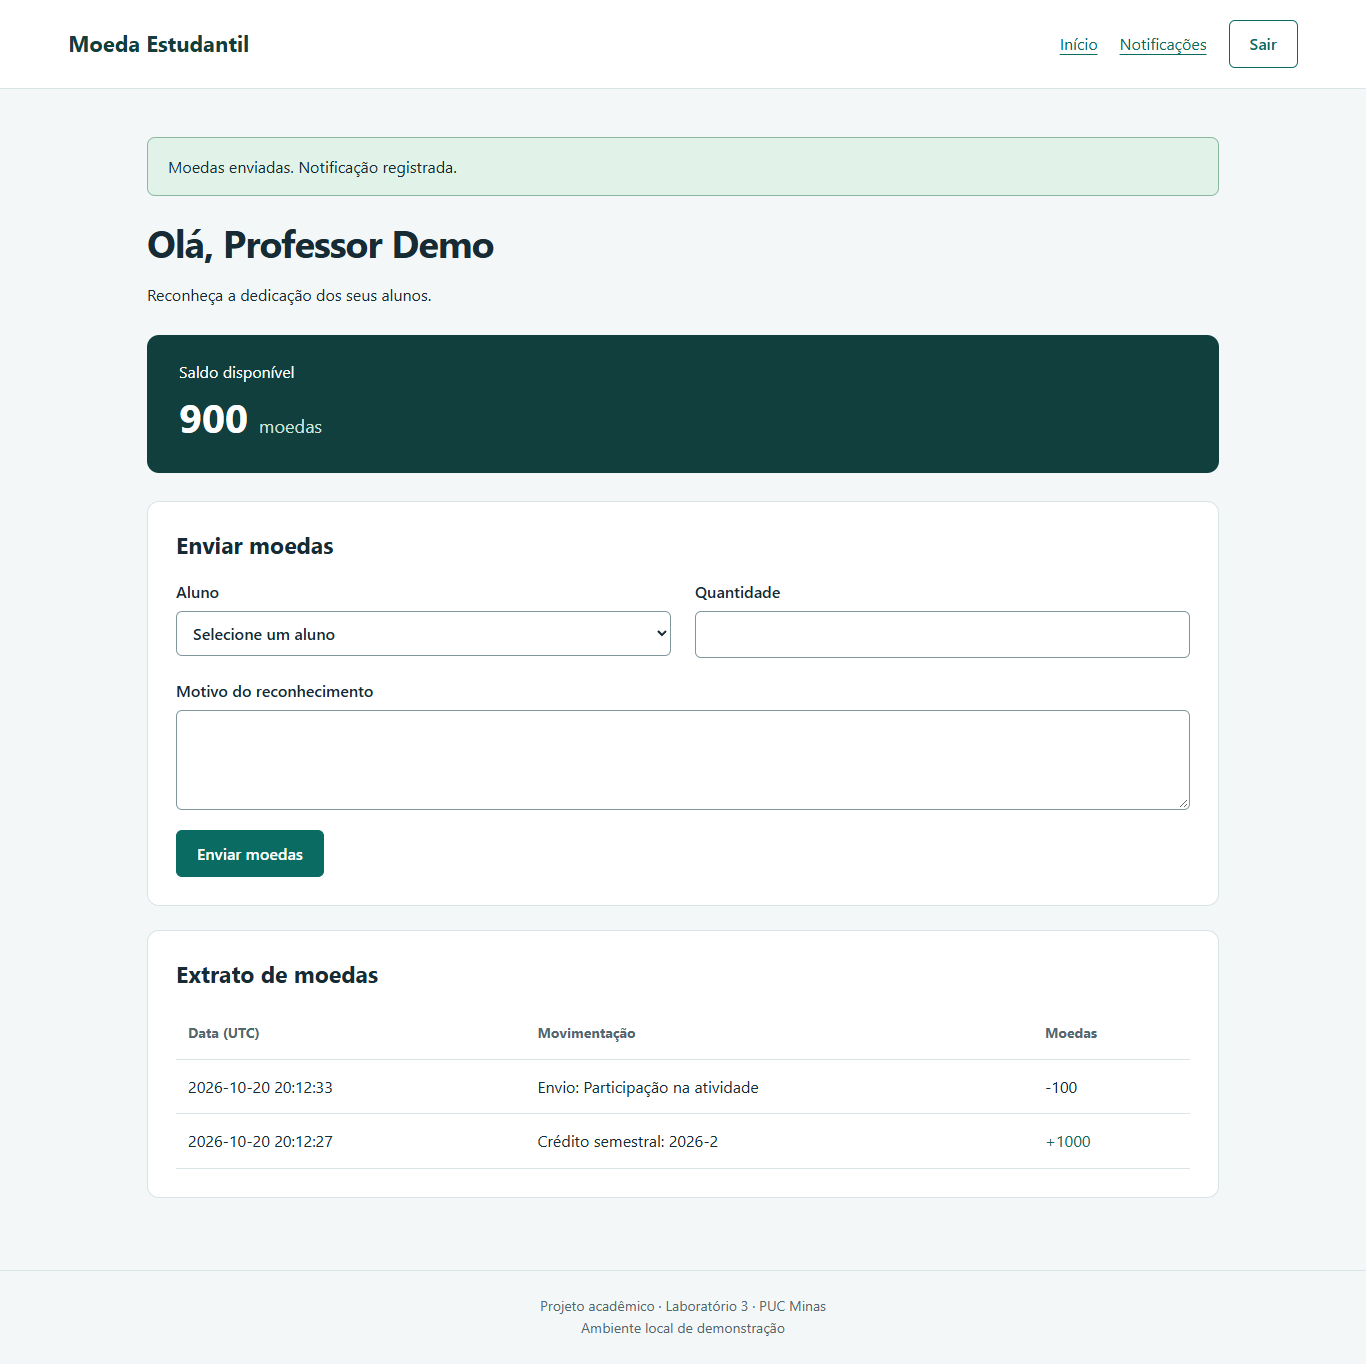 Moeda Estudantil
Início Notificações Sair
Moedas enviadas. Notificação registrada.
Olá, Professor Demo
Reconheça a dedicação dos seus alunos.
Saldo disponível
900 moedas
Enviar moedas
Aluno Quantidade
Selecione um aluno
Motivo do reconhecimento
Enviar moedas
Extrato de moedas
Data (UTC) Movimentação Moedas
2026-10-20 20:12:33 Envio: Participação na atividade -100
2026-10-20 20:12:27 Crédito semestral: 2026-2 +1000
Projeto acadêmico · Laboratório 3 · PUC Minas
Ambiente local de demonstração